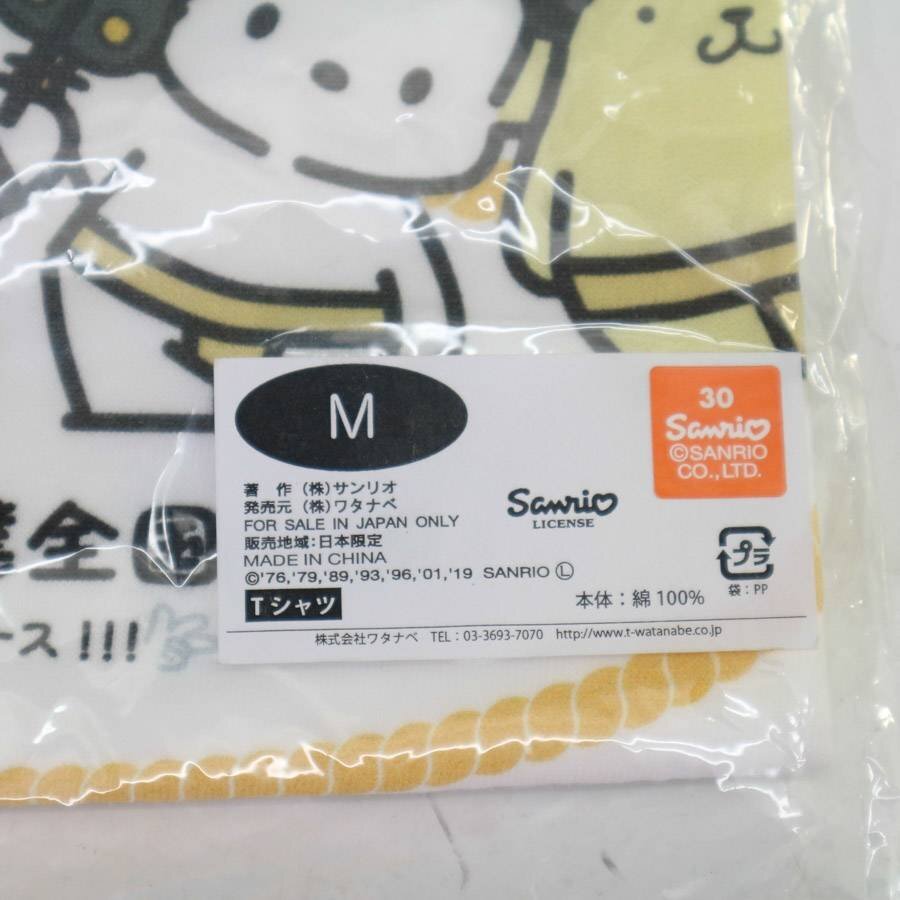 M
30
Sanrio
©SANRIO
CO.,LTD.
著 作 (株)サンリオ
発売元 (株)ワタナベ
FOR SALE IN JAPAN ONLY
販売地域:日本限定
MADE IN CHINA
©'76,'79,'89,'93,'96,'01,'19 SANRIO Ⓛ
Tシャツ
Sanrio
LICENSE
プラ
袋:PP
本体:綿 100%
株式会社ワタナベ TEL:03-3693-7070 http://www.t-watanabe.co.jp
全国
ース!!!